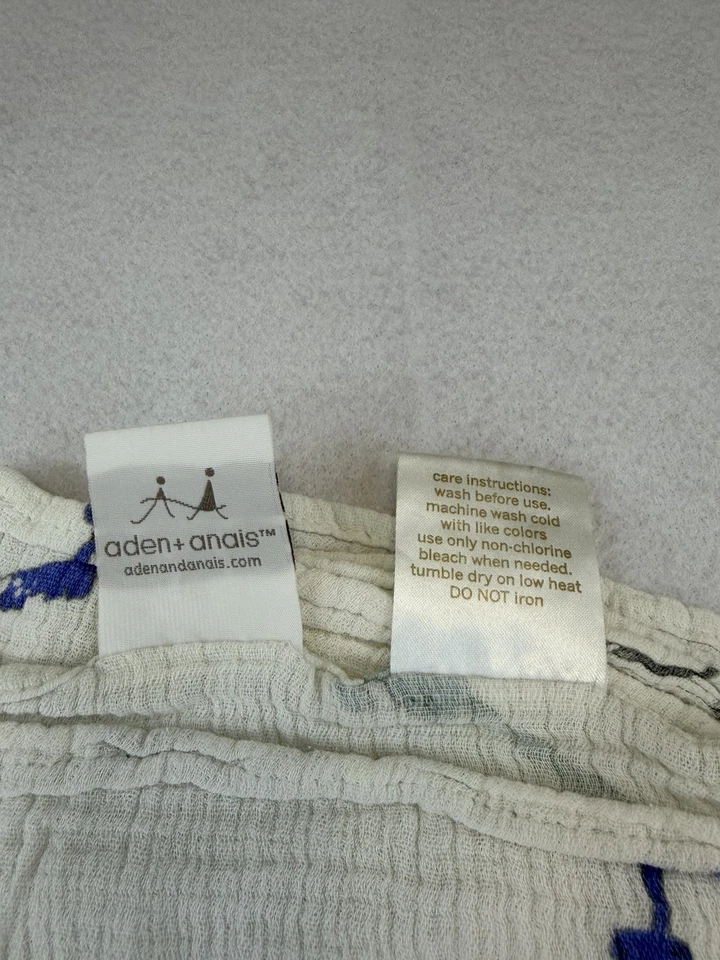 aden+anais™
adenandanais.com
care instructions:
wash before use.
machine wash cold
with like colors
use only non-chlorine
bleach when needed.
tumble dry on low heat
DO NOT iron